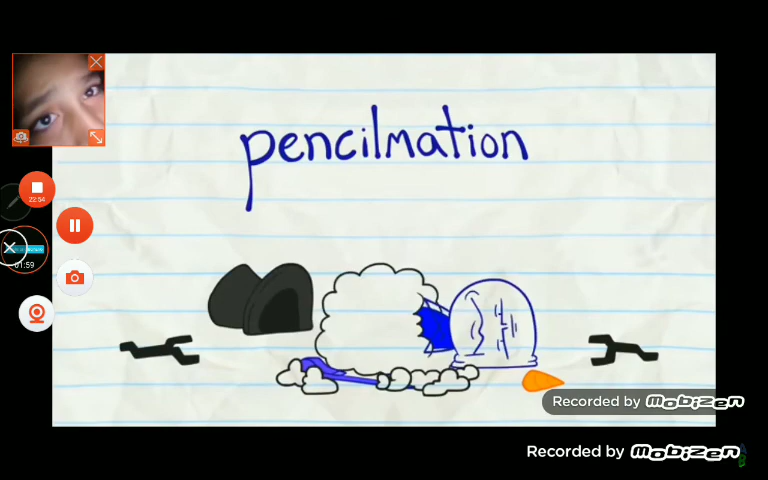 pencilmation
22:54
01:59
Recorded by mobizen
Recorded by mobizen